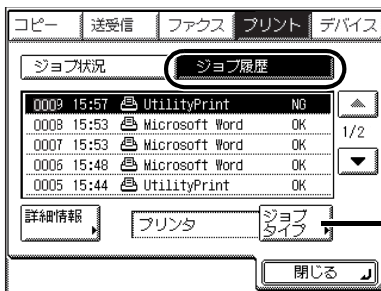 コピー 送受信 ファクス プリント デバイス
ジョブ状況 ジョブ履歴
0009 15:57 UtilityPrint NG
0008 15:53 Microsoft Word OK
0007 15:53 Microsoft Word OK
0006 15:48 Microsoft Word OK
0005 15:44 UtilityPrint OK
1/2
詳細情報 プリンタ ジョブ
タイプ
閉じる